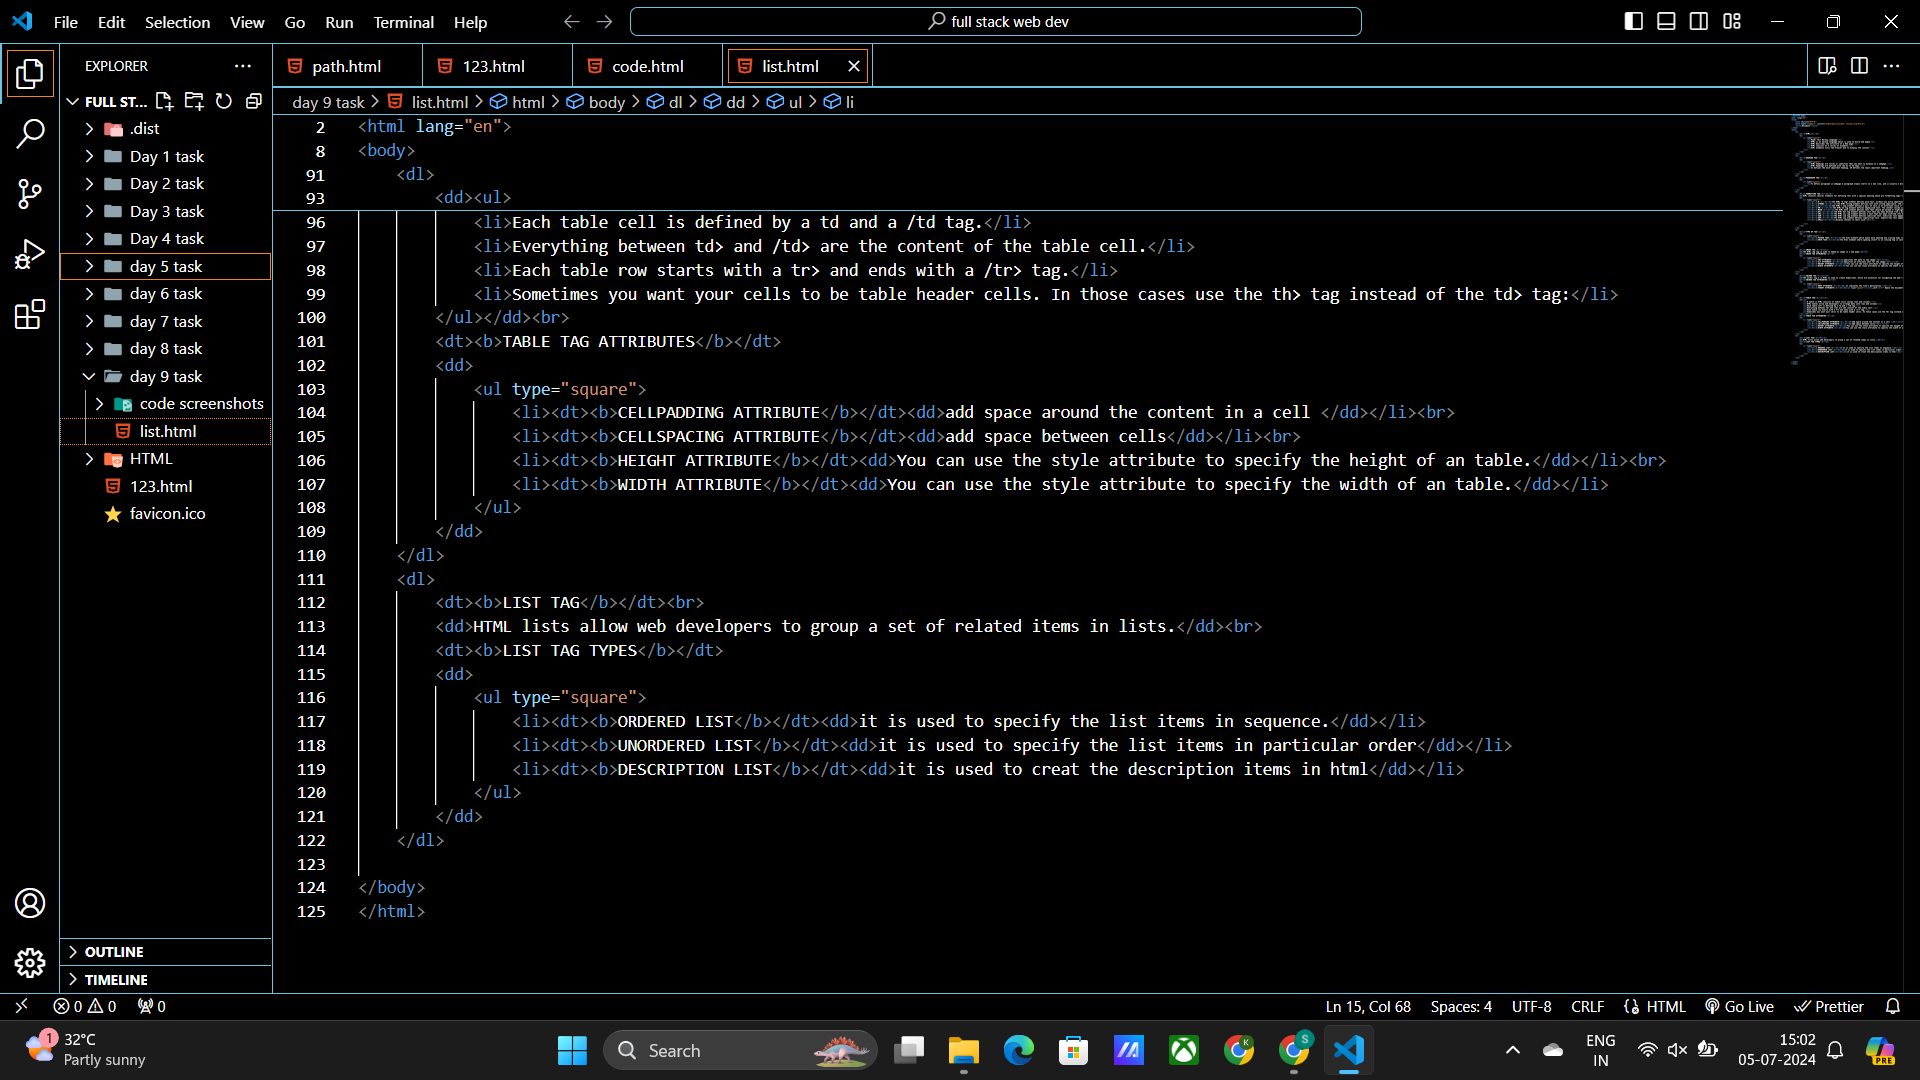 File Edit Selection View Go Run Terminal Help
full stack web dev
EXPLORER
path.html
123.html
code.html
list.html
FULL ST...
day 9 task > list.html > html > body > dl > dd > ul > li
.dist
Day 1 task
Day 2 task
Day 3 task
Day 4 task
day 5 task
day 6 task
day 7 task
day 8 task
day 9 task
code screenshots
list.html
HTML
123.html
favicon.ico
OUTLINE
TIMELINE
2 <html lang="en">
8 <body>
91 <dl>
93 <dd><ul>
96 <li>Each table cell is defined by a td and a /td tag.</li>
97 <li>Everything between td> and /td> are the content of the table cell.</li>
98 <li>Each table row starts with a tr> and ends with a /tr> tag.</li>
99 <li>Sometimes you want your cells to be table header cells. In those cases use the th> tag instead of the td> tag:</li>
100 </ul></dd><br>
101 <dt><b>TABLE TAG ATTRIBUTES</b></dt>
102 <dd>
103 <ul type="square">
104 <li><dt><b>CELLPADDING ATTRIBUTE</b></dt><dd>add space around the content in a cell </dd></li><br>
105 <li><dt><b>CELLSPACING ATTRIBUTE</b></dt><dd>add space between cells</dd></li><br>
106 <li><dt><b>HEIGHT ATTRIBUTE</b></dt><dd>You can use the style attribute to specify the height of an table.</dd></li><br>
107 <li><dt><b>WIDTH ATTRIBUTE</b></dt><dd>You can use the style attribute to specify the width of an table.</dd></li>
108 </ul>
109 </dd>
110 </dl>
111 <dl>
112 <dt><b>LIST TAG</b></dt><br>
113 <dd>HTML lists allow web developers to group a set of related items in lists.</dd><br>
114 <dt><b>LIST TAG TYPES</b></dt>
115 <dd>
116 <ul type="square">
117 <li><dt><b>ORDERED LIST</b></dt><dd>it is used to specify the list items in sequence.</dd></li>
118 <li><dt><b>UNORDERED LIST</b></dt><dd>it is used to specify the list items in particular order</dd></li>
119 <li><dt><b>DESCRIPTION LIST</b></dt><dd>it is used to creat the description items in html</dd></li>
120 </ul>
121 </dd>
122 </dl>
123
124 </body>
125 </html>
0 0 0
Ln 15, Col 68 Spaces: 4 UTF-8 CRLF HTML Go Live Prettier
1
32°C
Partly sunny
Search
K
S
ENG
IN
15:02
05-07-2024
PRE